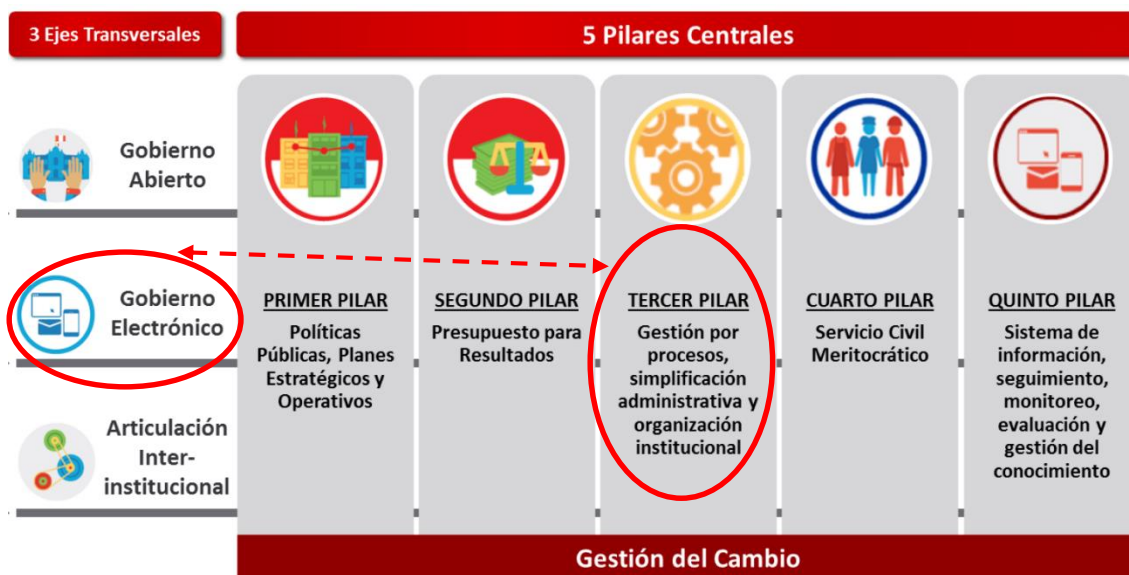 3 Ejes Transversales
5 Pilares Centrales
Gobierno
Abierto
Gobierno
Electrónico
Articulación
Inter-
institucional
PRIMER PILAR
Políticas
Públicas, Planes
Estratégicos y
Operativos
SEGUNDO PILAR
Presupuesto para
Resultados
TERCER PILAR
Gestión por
procesos,
simplificación
administrativa y
organización
institucional
CUARTO PILAR
Servicio Civil
Meritocrático
QUINTO PILAR
Sistema de
información,
seguimiento,
monitoreo,
evaluación y
gestión del
conocimiento
Gestión del Cambio